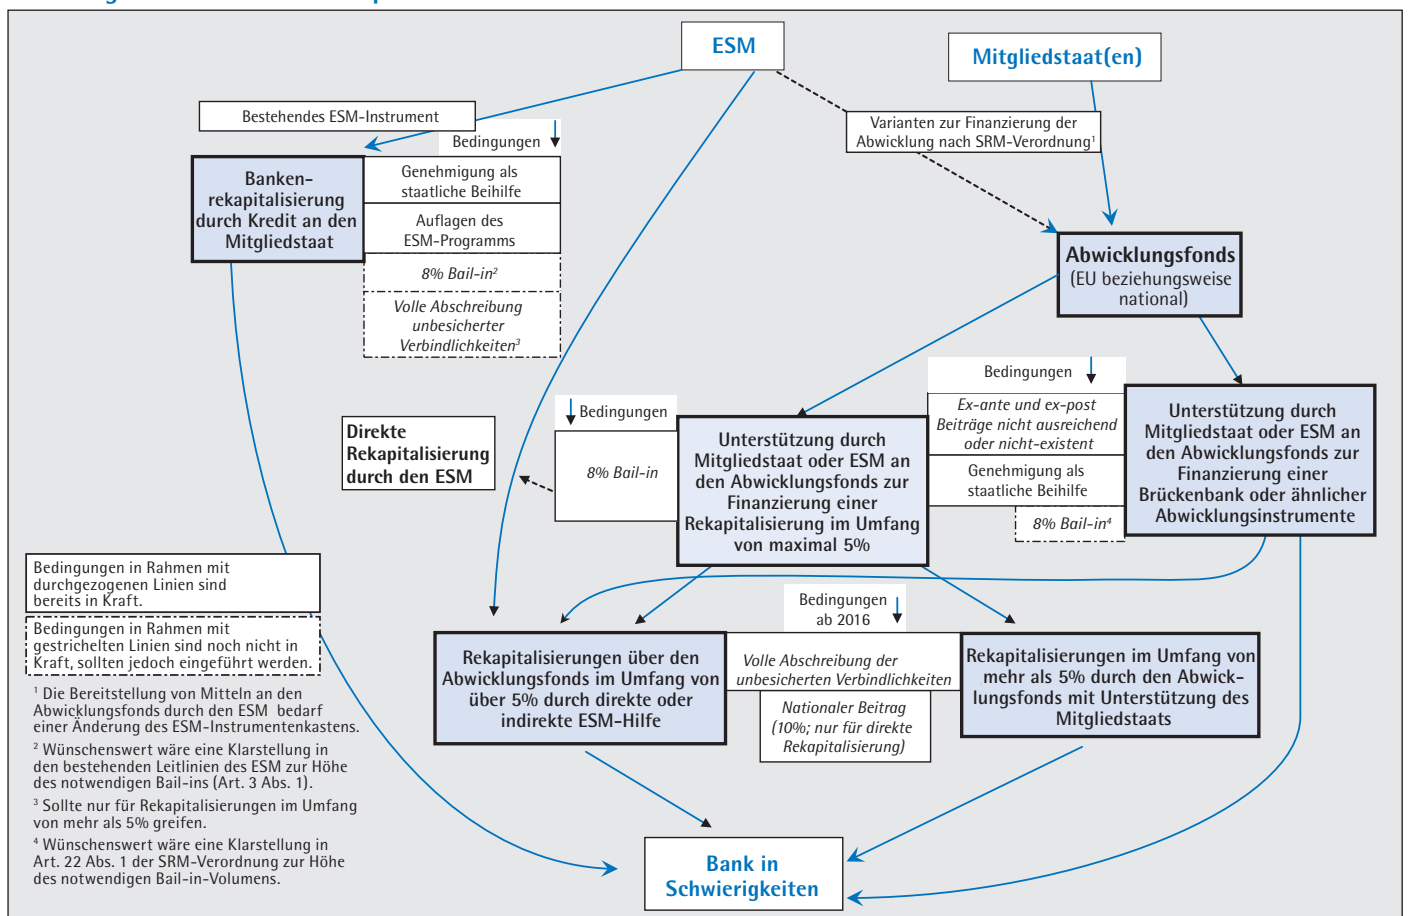 ESM
Mitgliedstaat(en)
Bestehendes ESM-Instrument
Varianten zur Finanzierung der
Abwicklung nach SRM-Verordnung¹
Bedingungen
Banken-
rekapitalisierung
durch Kredit an den
Mitgliedstaat
Genehmigung als
staatliche Beihilfe
Auflagen des
ESM-Programms
8% Bail-in²
Volle Abschreibung
unbesicherter
Verbindlichkeiten³
Abwicklungsfonds
(EU beziehungsweise
national)
Direkte
Rekapitalisierung
durch den ESM
Bedingungen
8% Bail-in
Unterstützung durch
Mitgliedstaat oder ESM an
den Abwicklungsfonds zur
Finanzierung einer
Rekapitalisierung im Umfang
von maximal 5%
Bedingungen
Ex-ante und ex-post
Beiträge nicht ausreichend
oder nicht-existent
Genehmigung als
staatliche Beihilfe
8% Bail-in⁴
Unterstützung durch
Mitgliedstaat oder ESM an
den Abwicklungsfonds zur
Finanzierung einer
Brückenbank oder ähnlicher
Abwicklungsinstrumente
Bedingungen in Rahmen mit
durchgezogenen Linien sind
bereits in Kraft.
Bedingungen in Rahmen mit
gestrichelten Linien sind noch nicht in
Kraft, sollten jedoch eingeführt werden.
Rekapitalisierungen über den
Abwicklungsfonds im Umfang von
über 5% durch direkte oder
indirekte ESM-Hilfe
Bedingungen
ab 2016
Volle Abschreibung der
unbesicherten Verbindlichkeiten
Nationaler Beitrag
(10%; nur für direkte
Rekapitalisierung)
Rekapitalisierungen im Umfang von
mehr als 5% durch den Abwick-
lungsfonds mit Unterstützung des
Mitgliedstaats
¹ Die Bereitstellung von Mitteln an den
Abwicklungsfonds durch den ESM bedarf
einer Änderung des ESM-Instrumentenkastens.
² Wünschenswert wäre eine Klarstellung in
den bestehenden Leitlinien des ESM zur Höhe
des notwendigen Bail-ins (Art. 3 Abs. 1).
³ Sollte nur für Rekapitalisierungen im Umfang
von mehr als 5% greifen.
⁴ Wünschenswert wäre eine Klarstellung in
Art. 22 Abs. 1 der SRM-Verordnung zur Höhe
des notwendigen Bail-in-Volumens.
Bank in
Schwierigkeiten